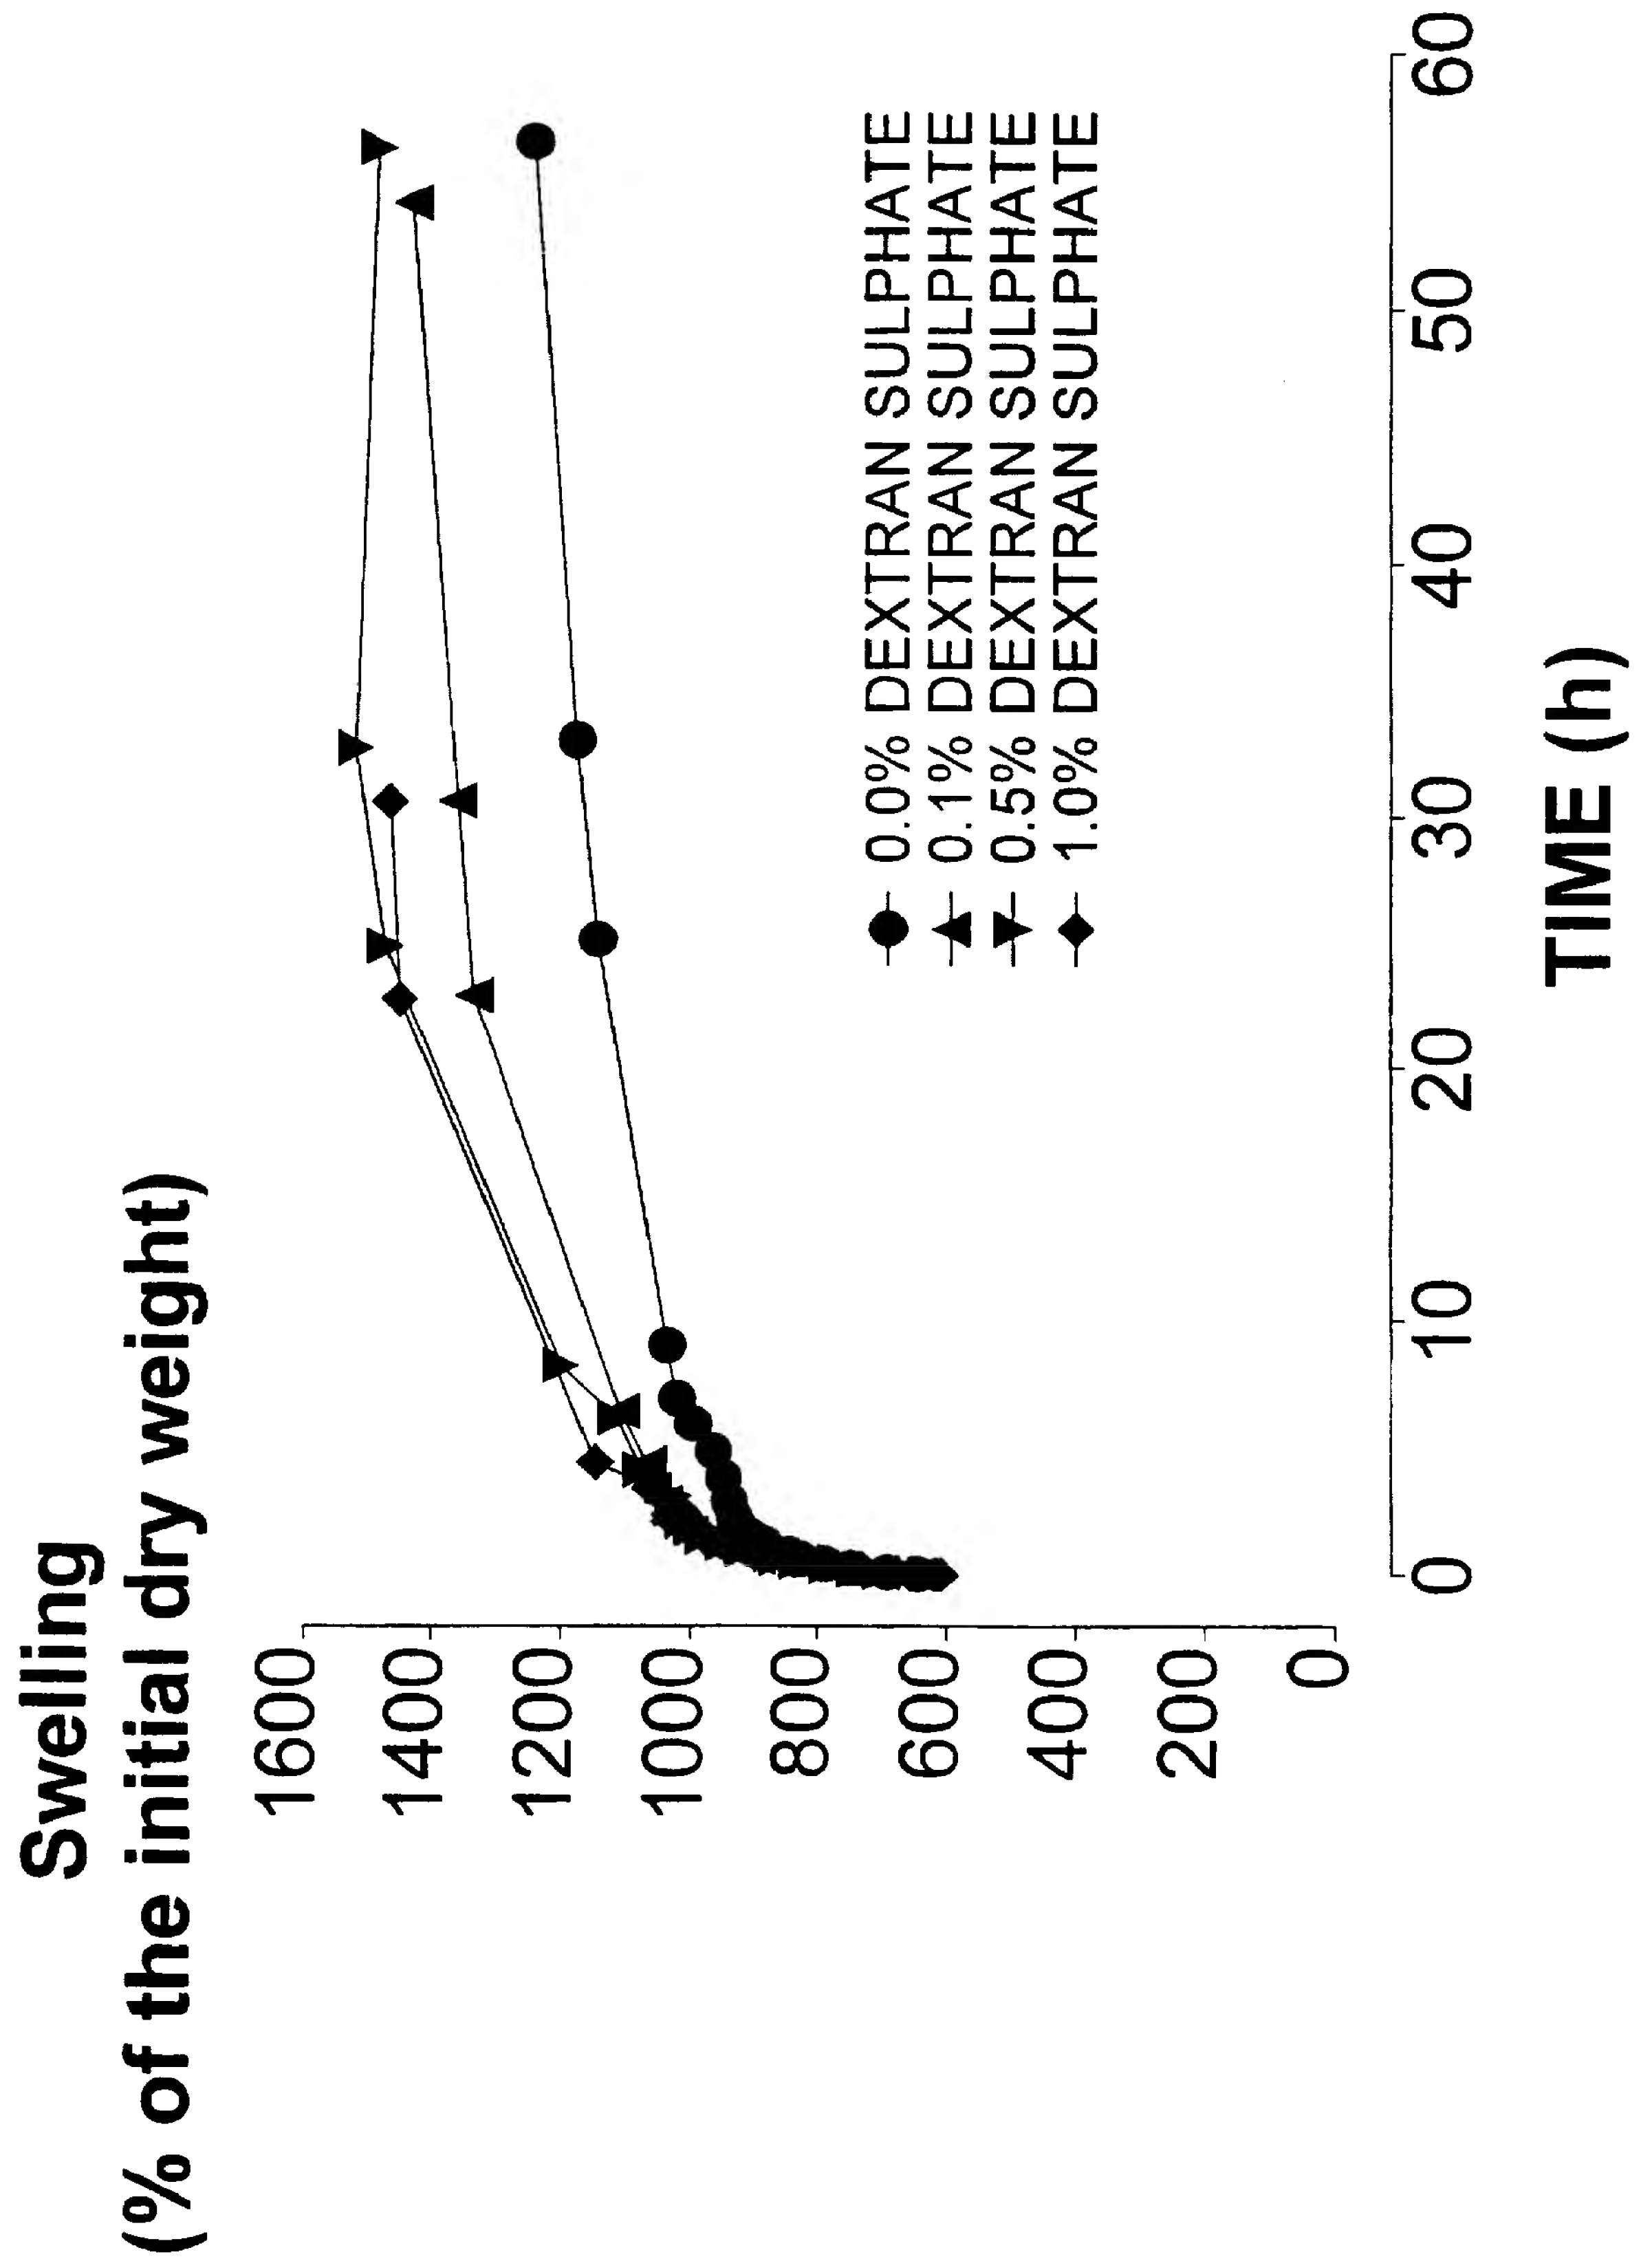 Swelling
(% of the initial dry weight)
1600
1400
1200
1000
800
600
400
200
0
0.0% DEXTRAN SULPHATE
0.1% DEXTRAN SULPHATE
0.5% DEXTRAN SULPHATE
1.0% DEXTRAN SULPHATE
0 10 20 30 40 50 60
TIME (h)